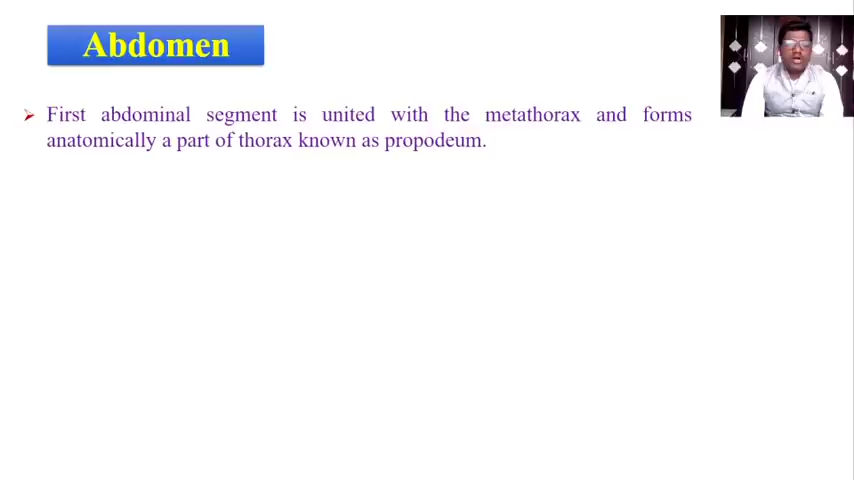 Abdomen
First abdominal segment is united with the metathorax and forms
anatomically a part of thorax known as propodeum.